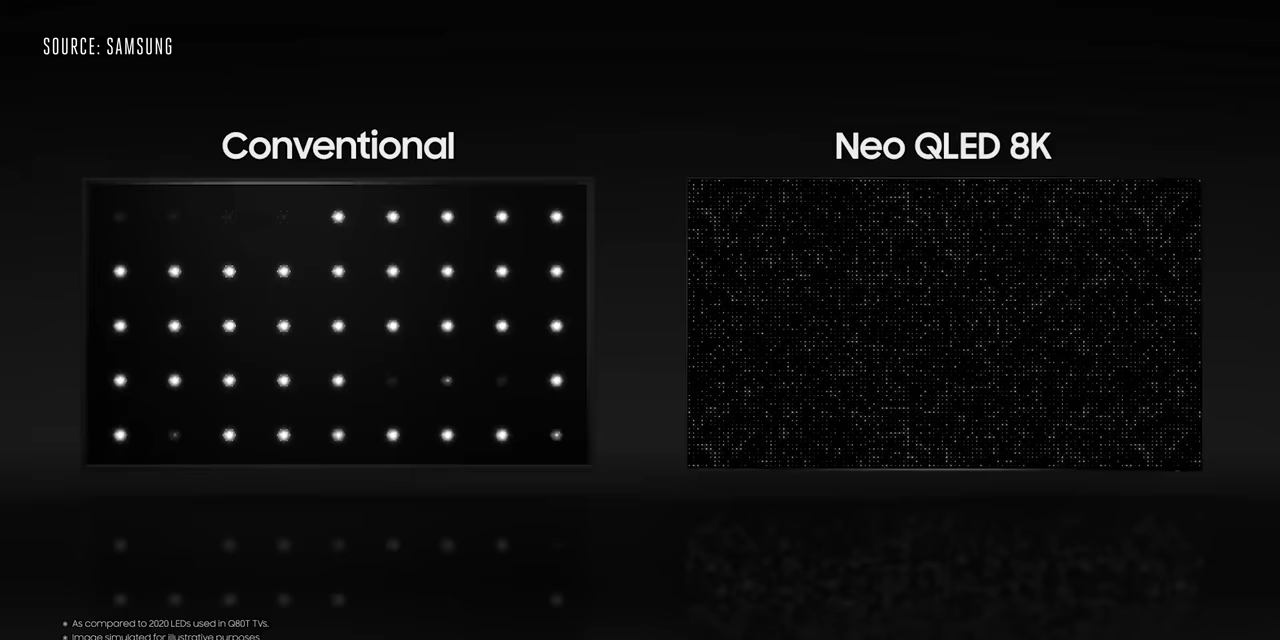 SOURCE: SAMSUNG
Conventional
Neo QLED 8K
As compared to 2020 LEDs used in Q80T TVs.
Image simulated for illustrative purposes.